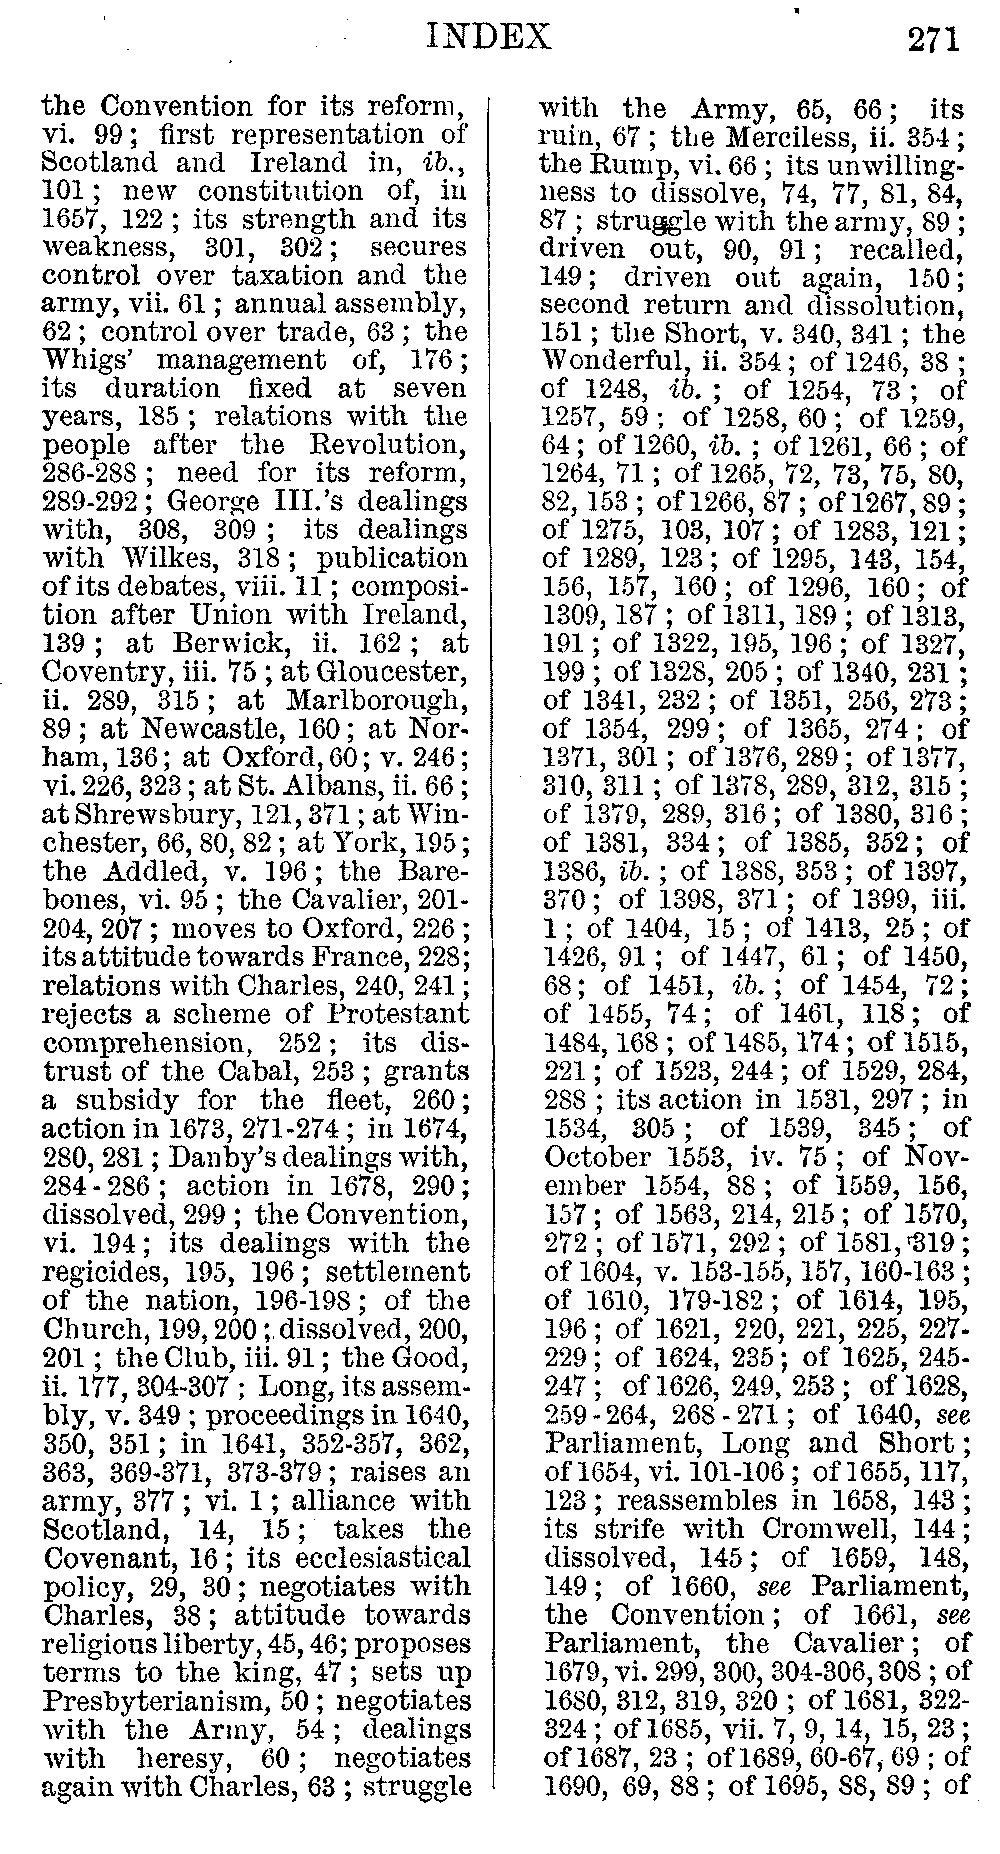 INDEX 271
the Convention for its reform,
vi. 99; first representation of
Scotland and Ireland in, ib.,
101; new constitution of, in
1657, 122; its strength and its
weakness, 301, 302; secures
control over taxation and the
army, vii. 61; annual assembly,
62; control over trade, 63; the
Whigs' management of, 176;
its duration fixed at seven
years, 185; relations with the
people after the Revolution,
286-288; need for its reform,
289-292; George III.'s dealings
with, 308, 309; its dealings
with Wilkes, 318; publication
of its debates, viii. 11; composi-
tion after Union with Ireland,
139; at Berwick, ii. 162; at
Coventry, iii. 75; at Gloucester,
ii. 289, 315; at Marlborough,
89; at Newcastle, 160; at Nor-
ham, 136; at Oxford, 60; v. 246;
vi. 226, 323; at St. Albans, ii. 66;
at Shrewsbury, 121, 371; at Win-
chester, 66, 80, 82; at York, 195;
the Addled, v. 196; the Bare-
bones, vi. 95; the Cavalier, 201-
204, 207; moves to Oxford, 226;
its attitude towards France, 228;
relations with Charles, 240, 241;
rejects a scheme of Protestant
comprehension, 252; its dis-
trust of the Cabal, 253; grants
a subsidy for the fleet, 260;
action in 1673, 271-274; in 1674,
280, 281; Danby's dealings with,
284-286; action in 1678, 290;
dissolved, 299; the Convention,
vi. 194; its dealings with the
regicides, 195, 196; settlement
of the nation, 196-198; of the
Church, 199, 200; dissolved, 200,
201; the Club, iii. 91; the Good,
ii. 177, 304-307; Long, its assem-
bly, v. 349; proceedings in 1640,
350, 351; in 1641, 352-357, 362,
363, 369-371, 373-379; raises an
army, 377; vi. 1; alliance with
Scotland, 14, 15; takes the
Covenant, 16; its ecclesiastical
policy, 29, 30; negotiates with
Charles, 38; attitude towards
religious liberty, 45, 46; proposes
terms to the king, 47; sets up
Presbyterianism, 50; negotiates
with the Army, 54; dealings
with heresy, 60; negotiates
again with Charles, 63; struggle
with the Army, 65, 66; its
ruin, 67; the Merciless, ii. 354;
the Rump, vi. 66; its unwilling-
ness to dissolve, 74, 77, 81, 84,
87; struggle with the army, 89;
driven out, 90, 91; recalled,
149; driven out again, 150;
second return and dissolution,
151; the Short, v. 340, 341; the
Wonderful, ii. 354; of 1246, 38;
of 1248, ib.; of 1254, 73; of
1257, 59; of 1258, 60; of 1259,
64; of 1260, ib.; of 1261, 66; of
1264, 71; of 1265, 72, 73, 75, 80,
82, 153; of 1266, 87; of 1267, 89;
of 1275, 103, 107; of 1283, 121;
of 1289, 123; of 1295, 143, 154,
156, 157, 160; of 1296, 160; of
1309, 187; of 1311, 189; of 1313,
191; of 1322, 195, 196; of 1327,
199; of 1328, 205; of 1340, 231;
of 1341, 232; of 1351, 256, 273;
of 1354, 299; of 1365, 274; of
1371, 301; of 1376, 289; of 1377,
310, 311; of 1378, 289, 312, 315;
of 1379, 289, 316; of 1380, 316;
of 1381, 334; of 1385, 352; of
1386, ib.; of 1388, 353; of 1397,
370; of 1398, 371; of 1399, iii.
1; of 1404, 15; of 1413, 25; of
1426, 91; of 1447, 61; of 1450,
68; of 1451, ib.; of 1454, 72;
of 1455, 74; of 1461, 118; of
1484, 168; of 1485, 174; of 1515,
221; of 1523, 244; of 1529, 284,
288; its action in 1531, 297; in
1534, 305; of 1539, 345; of
October 1553, iv. 75; of Nov-
ember 1554, 88; of 1559, 156,
157; of 1563, 214, 215; of 1570,
272; of 1571, 292; of 1581, 319;
of 1604, v. 153-155, 157, 160-163;
of 1610, 179-182; of 1614, 195,
196; of 1621, 220, 221, 225, 227-
229; of 1624, 235; of 1625, 245-
247; of 1626, 249, 253; of 1628,
259-264, 268-271; of 1640, see
Parliament, Long and Short;
of 1654, vi. 101-106; of 1655, 117,
123; reassembles in 1658, 143;
its strife with Cromwell, 144;
dissolved, 145; of 1659, 148,
149; of 1660, see Parliament,
the Convention; of 1661, see
Parliament, the Cavalier; of
1679, vi. 299, 300, 304-306, 308; of
1680, 312, 319, 320; of 1681, 322-
324; of 1685, vii. 7, 9, 14, 15, 23;
of 1687, 23; of 1689, 60-67, 69; of
1690, 69, 88; of 1695, 88, 89; of